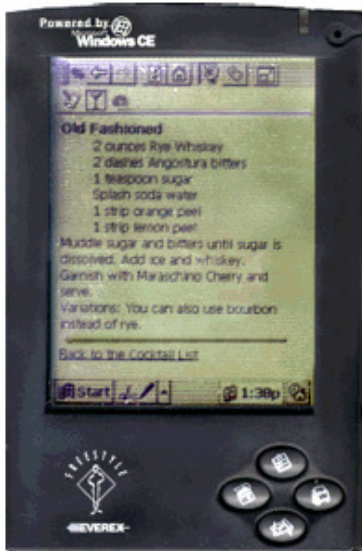 Powered by
Microsoft
Windows CE
Old Fashioned
2 ounces Rye Whiskey
2 dashes Angostura bitters
1 teaspoon sugar
Splash soda water
1 strip orange peel
1 strip lemon peel
Muddle sugar and bitters until sugar is
dissolved. Add ice and whiskey.
Garnish with Maraschino Cherry and
serve.
Variations: You can also use bourbon
instead of rye.
Back to the Cocktail List
Start
1:38p
FREESTYLE
EVEREX